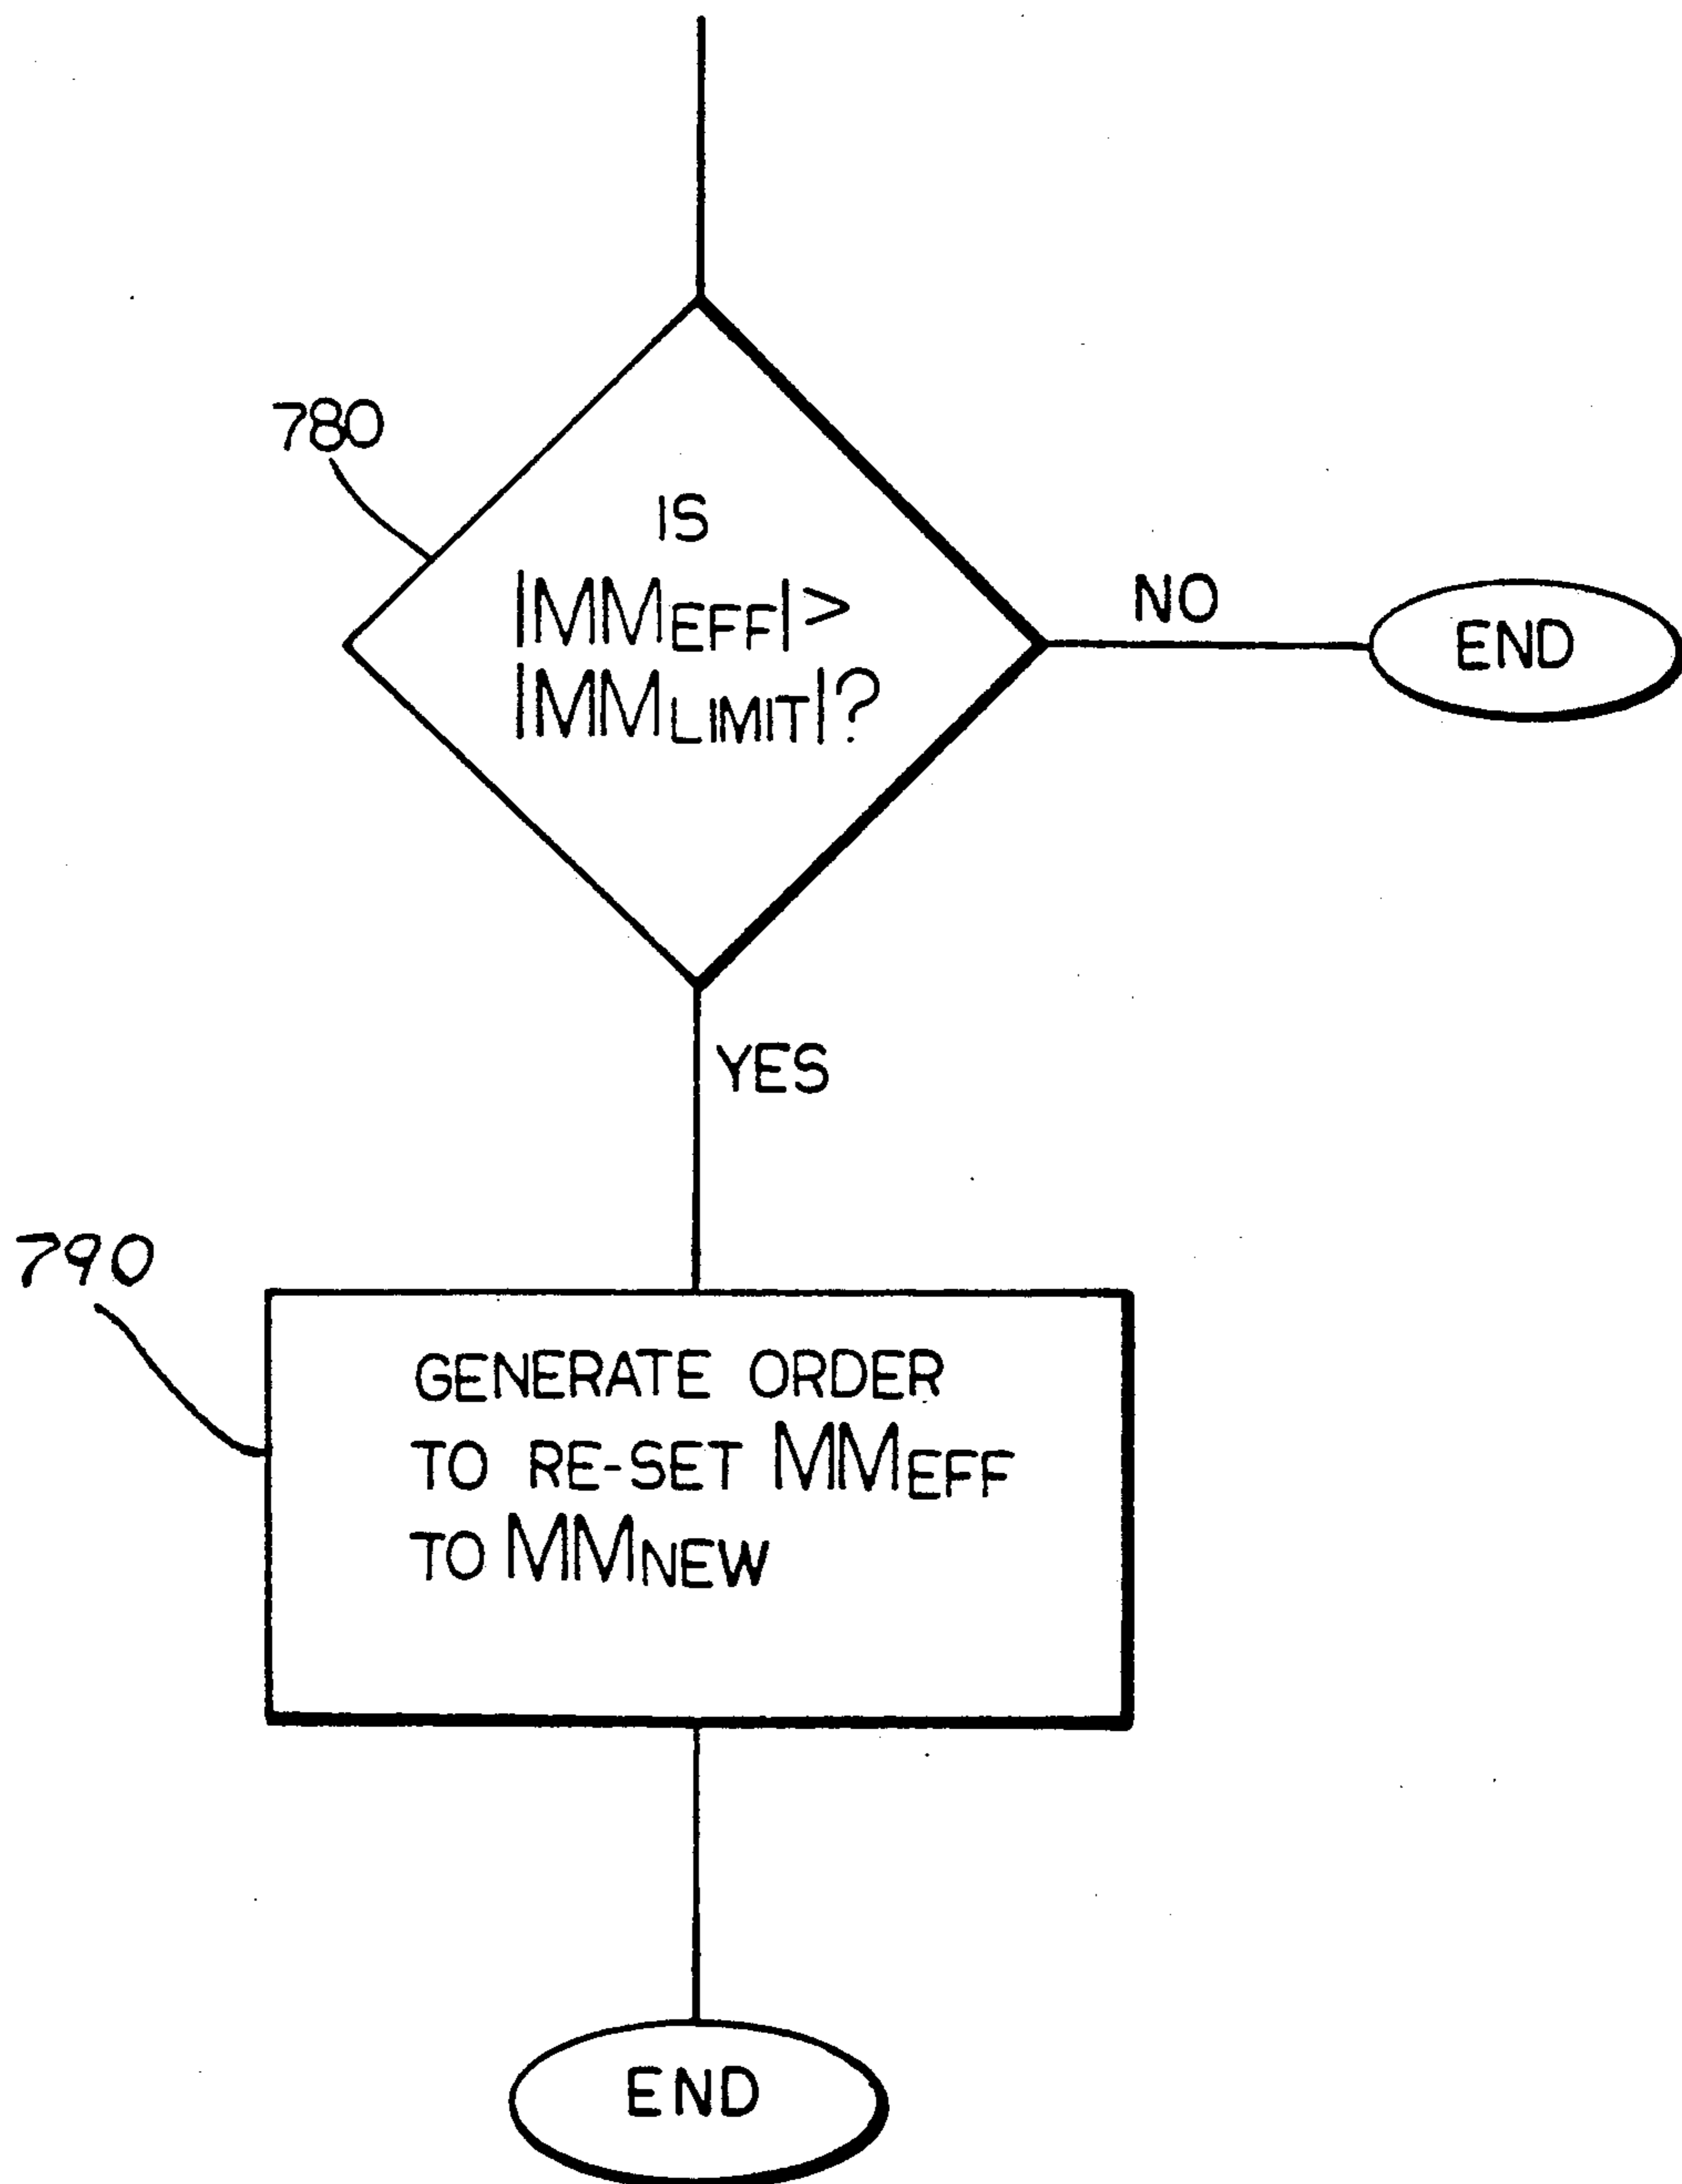 780
IS
|MMEFF|>
|MMLIMIT|?
NO
END
YES
790
GENERATE ORDER
TO RE-SET MMEFF
TO MMNEW
END